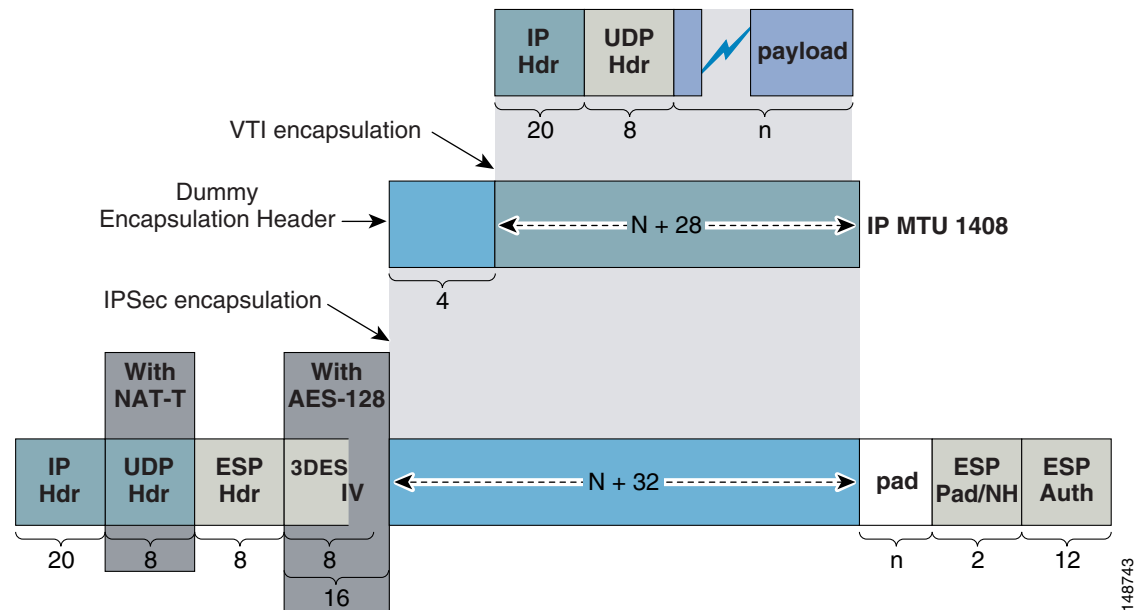 IP
Hdr
UDP
Hdr
payload
20
8
n
VTI encapsulation
Dummy
Encapsulation Header
N + 28
IP MTU 1408
4
IPSec encapsulation
With
NAT-T
With
AES-128
IP
Hdr
UDP
Hdr
ESP
Hdr
3DES
IV
N + 32
pad
ESP
Pad/NH
ESP
Auth
20
8
8
8
16
n
2
12
148743